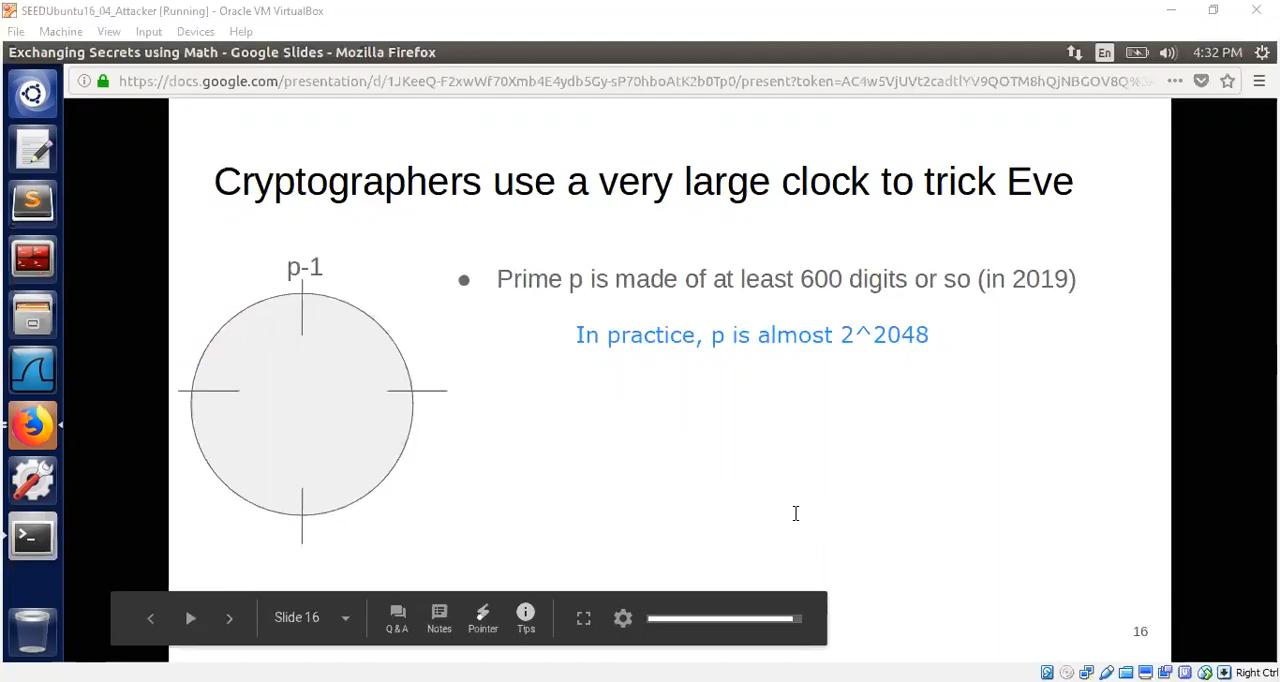 SEEDUbuntu16_04_Attacker [Running] - Oracle VM VirtualBox
File Machine View Input Devices Help
Exchanging Secrets using Math - Google Slides - Mozilla Firefox
En
4:32 PM
https://docs.google.com/presentation/d/1JKeeQ-F2xwWf70Xmb4E4ydb5Gy-sP70hboAtK2b0Tp0/present?token=AC4w5VjUVt2cadtlYV9QOTM8hQjNBGOV8Q%
Cryptographers use a very large clock to trick Eve
p-1
● Prime p is made of at least 600 digits or so (in 2019)
In practice, p is almost 2^2048
Slide 16
Q & A
Notes
Pointer
Tips
16
Right Ctrl